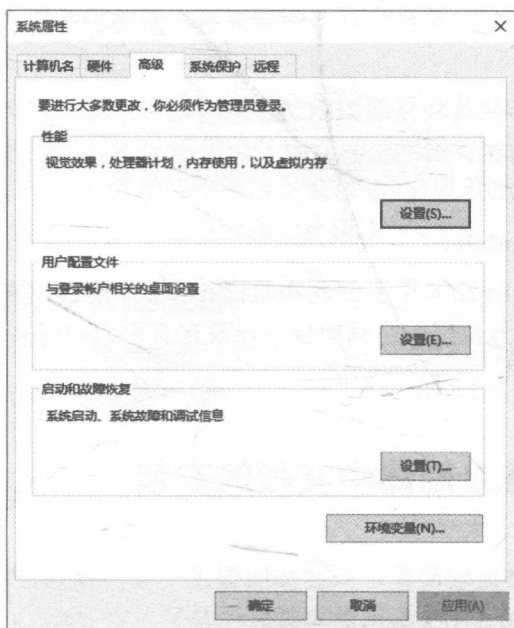 系统属性
计算机名 硬件 高级 系统保护 远程
要进行大多数更改，你必须作为管理员登录。
性能
视觉效果，处理器计划，内存使用，以及虚拟内存
设置(S)...
用户配置文件
与登录帐户相关的桌面设置
设置(E)...
启动和故障恢复
系统启动、系统故障和调试信息
设置(T)...
环境变量(N)...
确定 取消 应用(A)